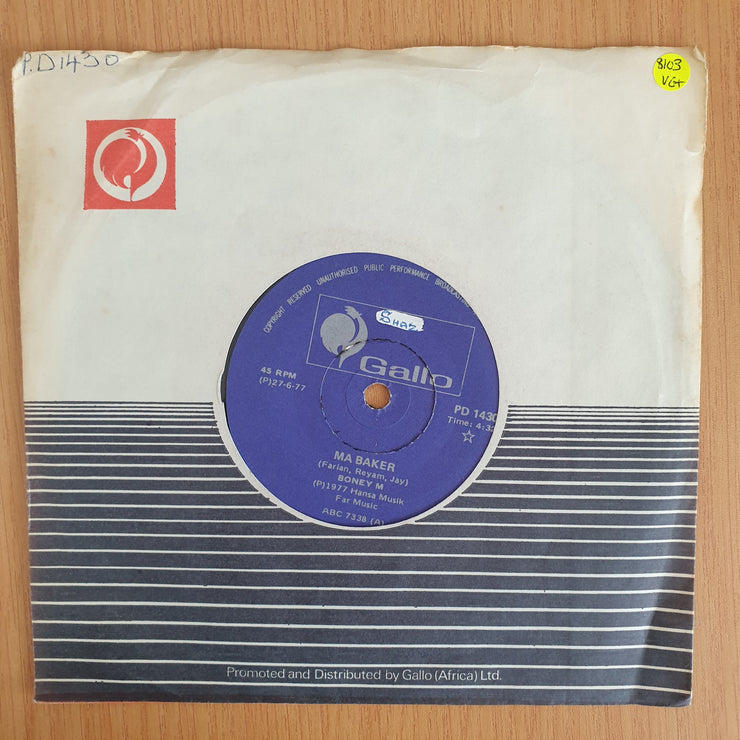 P.D1430
8103
VG+
COPYRIGHT RESERVED UNAUTHORISED PUBLIC PERFORMANCE BROADCASTING
Shaz
Gallo
45 RPM
(P)27-6-77
PD 1430
Time: 4:3
MA BAKER
(Farian, Reyam, Jay)
BONEY M
(P)1977 Hansa Musik
Far Music
ABC 7338 (A)
Promoted and Distributed by Gallo (Africa) Ltd.